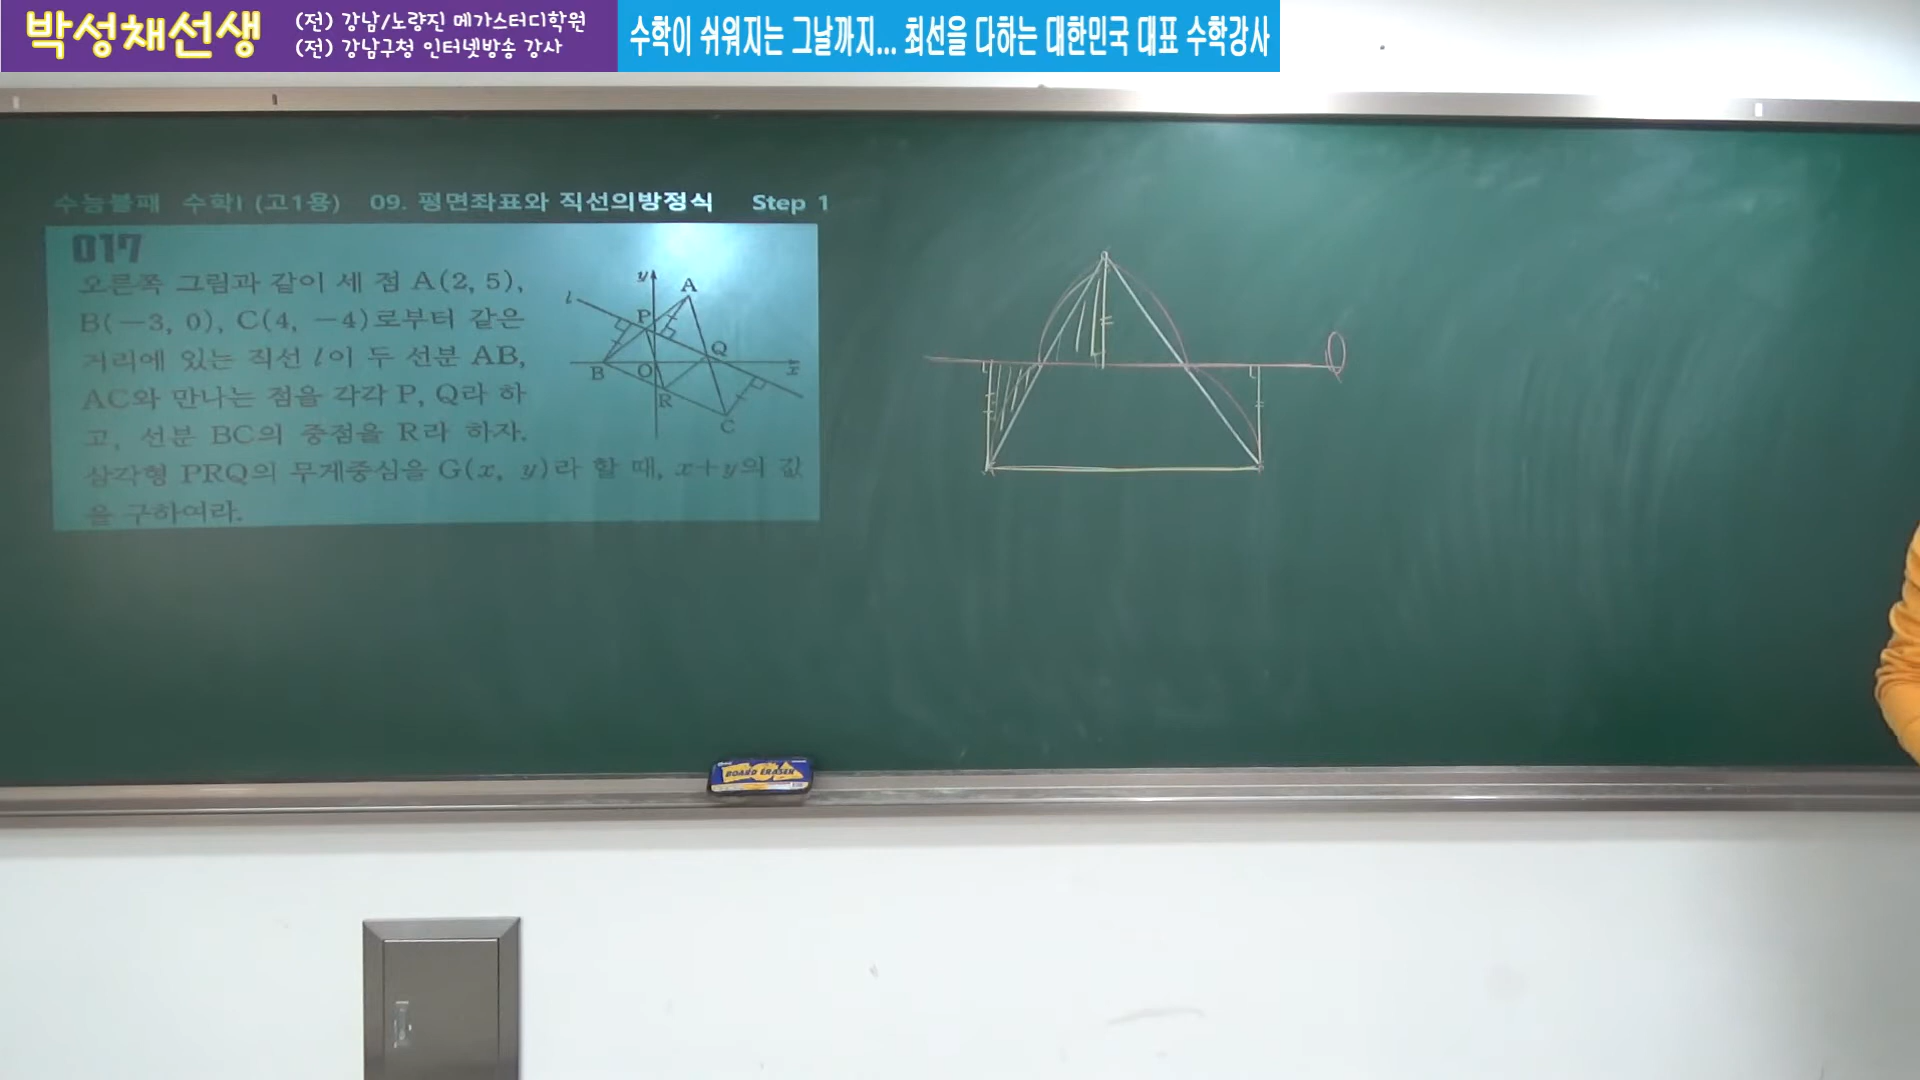 박성채선생
(전) 강남/노량진 메가스터디학원
(전) 강남구청 인터넷방송 강사
수학이 쉬워지는 그날까지... 최선을 다하는 대한민국 대표 수학강사
수능불패 수학I (고1용) 09. 평면좌표와 직선의방정식 Step 1
017
오른쪽 그림과 같이 세 점 A(2, 5),
B(−3, 0), C(4, −4)로부터 같은
거리에 있는 직선 l이 두 선분 AB,
AC와 만나는 점을 각각 P, Q라 하
고, 선분 BC의 중점을 R라 하자.
삼각형 PRQ의 무게중심을 G(x, y)라 할 때, x+y의 값
을 구하여라.
y
A
l
P
Q
B
O
x
R
C
l
BOARD ERASER